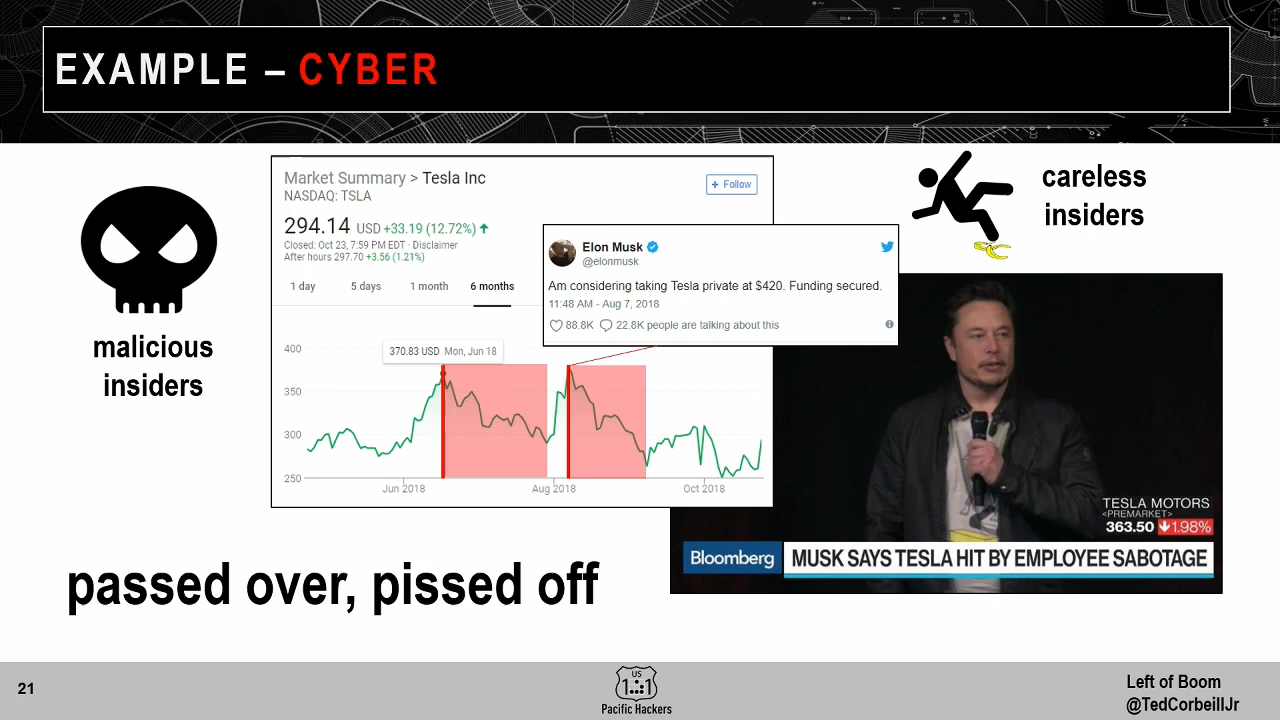 EXAMPLE – CYBER
malicious
insiders
Market Summary > Tesla Inc
NASDAQ: TSLA
+ Follow
294.14 USD +33.19 (12.72%)
Closed: Oct 23, 7:59 PM EDT · Disclaimer
After hours 297.70 +3.56 (1.21%)
1 day 5 days 1 month 6 months
400
350
300
250
370.83 USD Mon, Jun 18
Jun 2018 Aug 2018 Oct 2018
Elon Musk
@elonmusk
Am considering taking Tesla private at $420. Funding secured.
11:48 AM - Aug 7, 2018
88.8K 22.8K people are talking about this
careless
insiders
TESLA MOTORS
<PREMARKET>
363.50 1.98%
Bloomberg MUSK SAYS TESLA HIT BY EMPLOYEE SABOTAGE
passed over, pissed off
21
US
1 1
Pacific Hackers
Left of Boom
@TedCorbeillJr